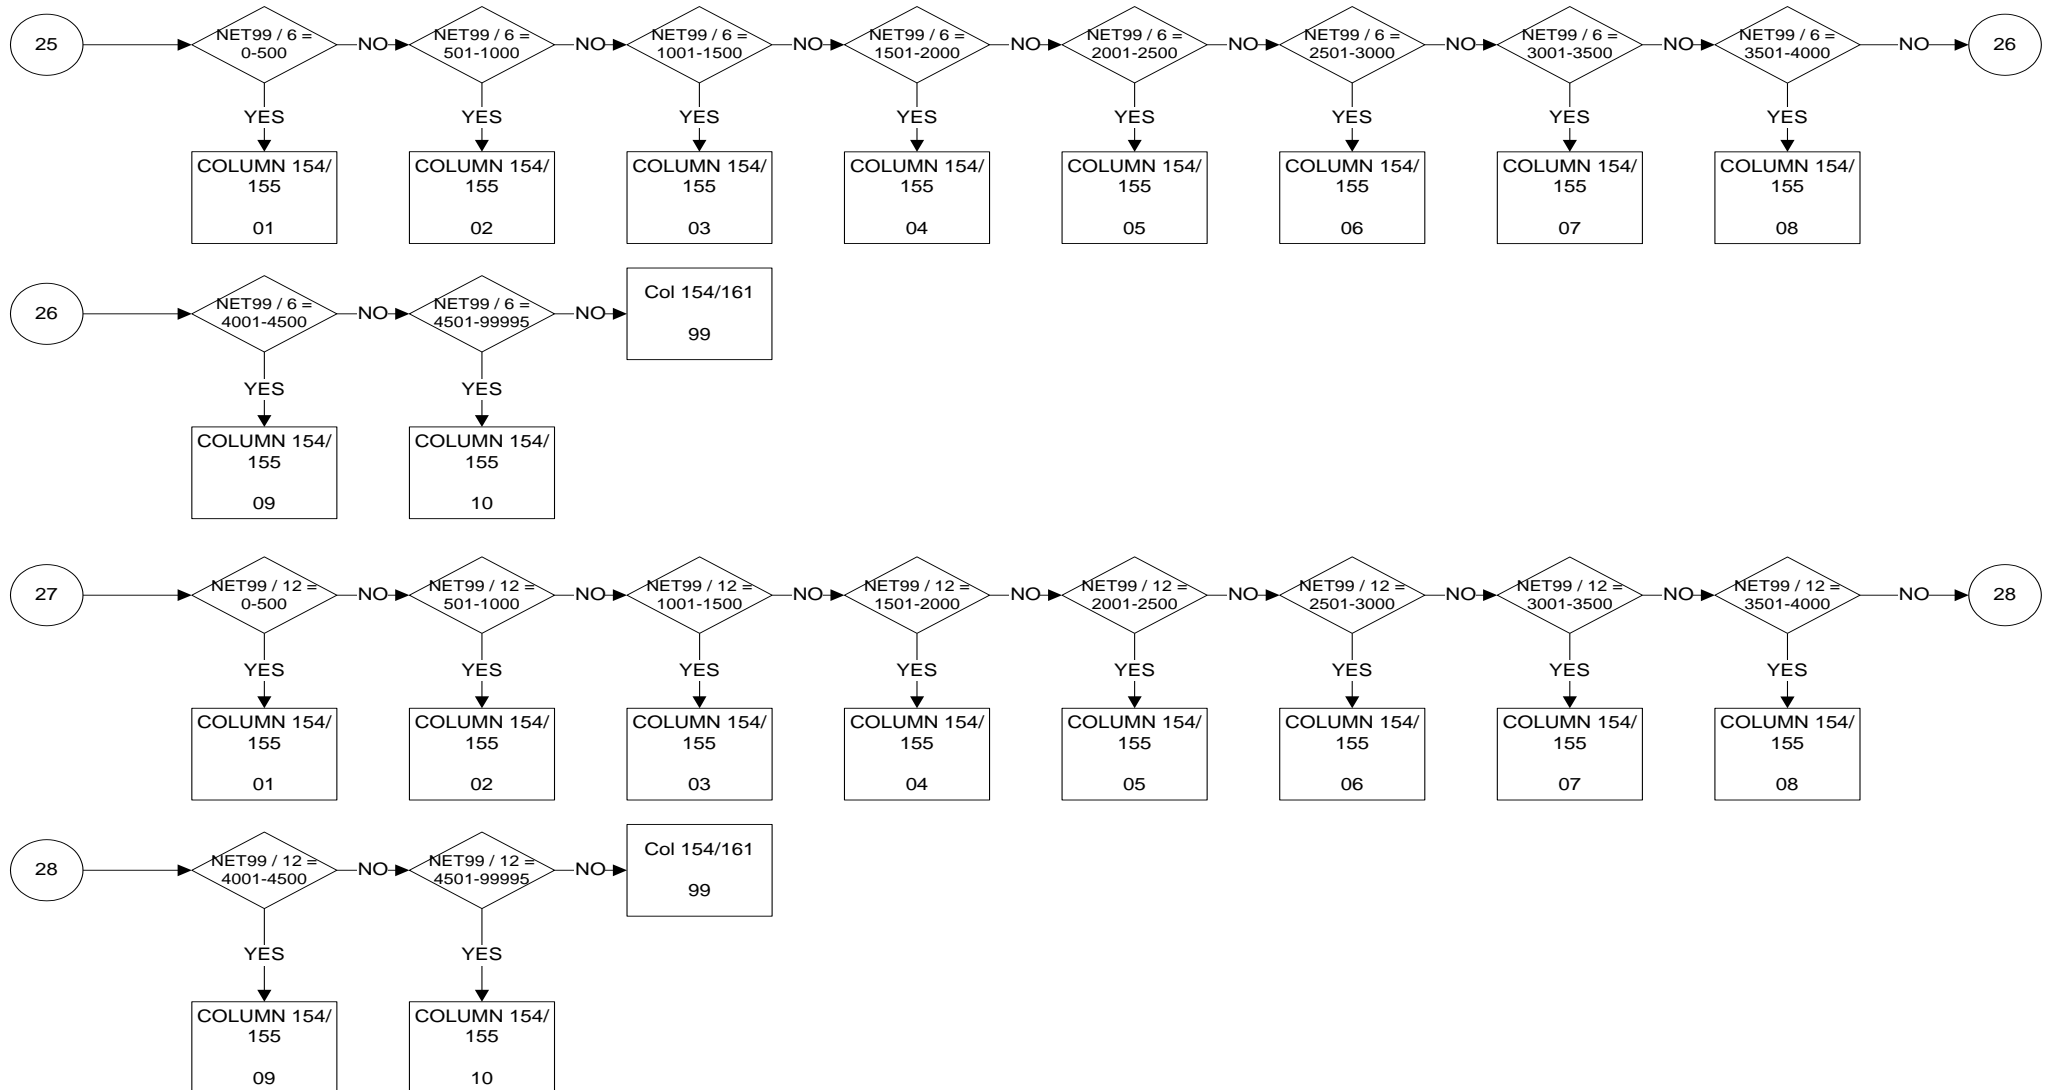 25
NET99 / 6 =
0-500
NO
NET99 / 6 =
501-1000
NO
NET99 / 6 =
1001-1500
NO
NET99 / 6 =
1501-2000
NO
NET99 / 6 =
2001-2500
NO
NET99 / 6 =
2501-3000
NO
NET99 / 6 =
3001-3500
NO
NET99 / 6 =
3501-4000
NO
26
YES
YES
YES
YES
YES
YES
YES
YES
COLUMN 154/
155
01
COLUMN 154/
155
02
COLUMN 154/
155
03
COLUMN 154/
155
04
COLUMN 154/
155
05
COLUMN 154/
155
06
COLUMN 154/
155
07
COLUMN 154/
155
08
26
NET99 / 6 =
4001-4500
NO
NET99 / 6 =
4501-99995
NO
Col 154/161
99
YES
YES
COLUMN 154/
155
09
COLUMN 154/
155
10
27
NET99 / 12 =
0-500
NO
NET99 / 12 =
501-1000
NO
NET99 / 12 =
1001-1500
NO
NET99 / 12 =
1501-2000
NO
NET99 / 12 =
2001-2500
NO
NET99 / 12 =
2501-3000
NO
NET99 / 12 =
3001-3500
NO
NET99 / 12 =
3501-4000
NO
28
YES
YES
YES
YES
YES
YES
YES
YES
COLUMN 154/
155
01
COLUMN 154/
155
02
COLUMN 154/
155
03
COLUMN 154/
155
04
COLUMN 154/
155
05
COLUMN 154/
155
06
COLUMN 154/
155
07
COLUMN 154/
155
08
28
NET99 / 12 =
4001-4500
NO
NET99 / 12 =
4501-99995
NO
Col 154/161
99
YES
YES
COLUMN 154/
155
09
COLUMN 154/
155
10